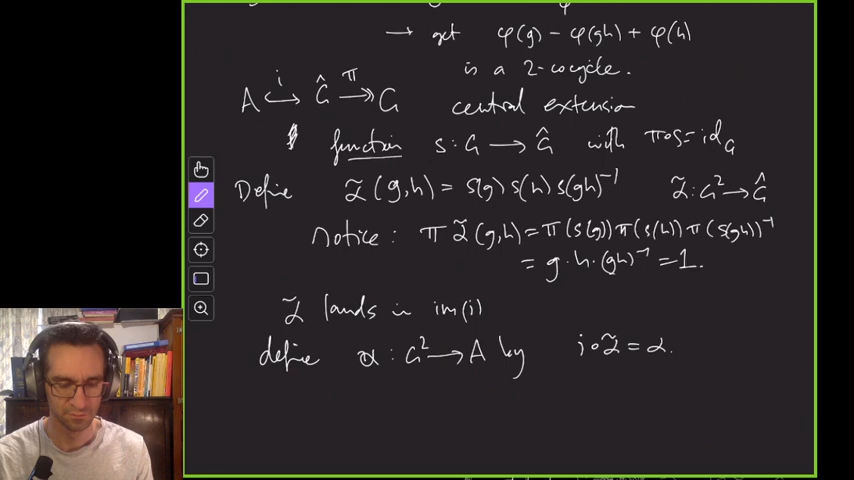 → get φ(g) - φ(gh) + φ(h)
is a 2-cocycle.
A ↪ Ĝ ↠ G central extension
i π
function s: G → Ĝ with π∘s = id_G
Define α̃(g,h) = s(g) s(h) s(gh)⁻¹ α̃: G² → Ĝ
notice: π α̃(g,h) = π(s(g)) π(s(h)) π(s(gh))⁻¹
= g · h · (gh)⁻¹ = 1.
α̃ lands in im(i)
define α: G² → A by i∘α̃ = α.